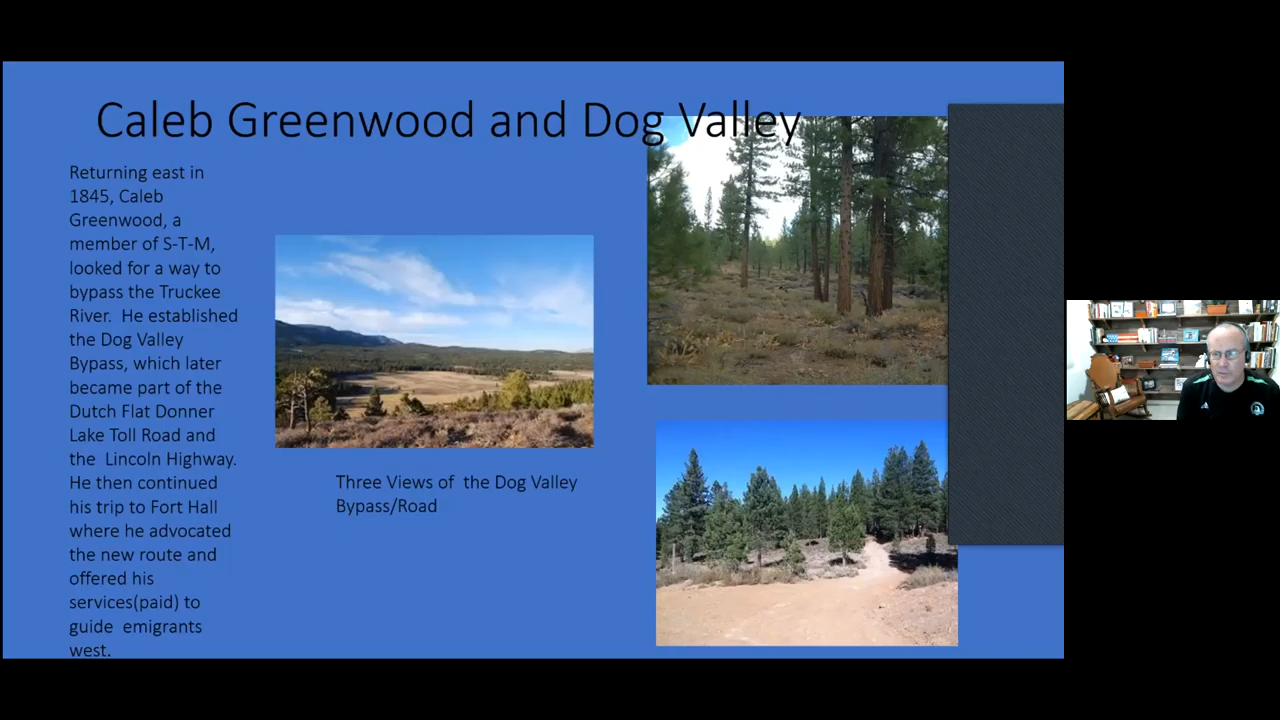 Caleb Greenwood and Dog Valley
Returning east in
1845, Caleb
Greenwood, a
member of S-T-M,
looked for a way to
bypass the Truckee
River.  He established
the Dog Valley
Bypass, which later
became part of the
Dutch Flat Donner
Lake Toll Road and
the  Lincoln Highway.
He then continued
his trip to Fort Hall
where he advocated
the new route and
offered his
services(paid) to
guide  emigrants
west.
Three Views of  the Dog Valley
Bypass/Road